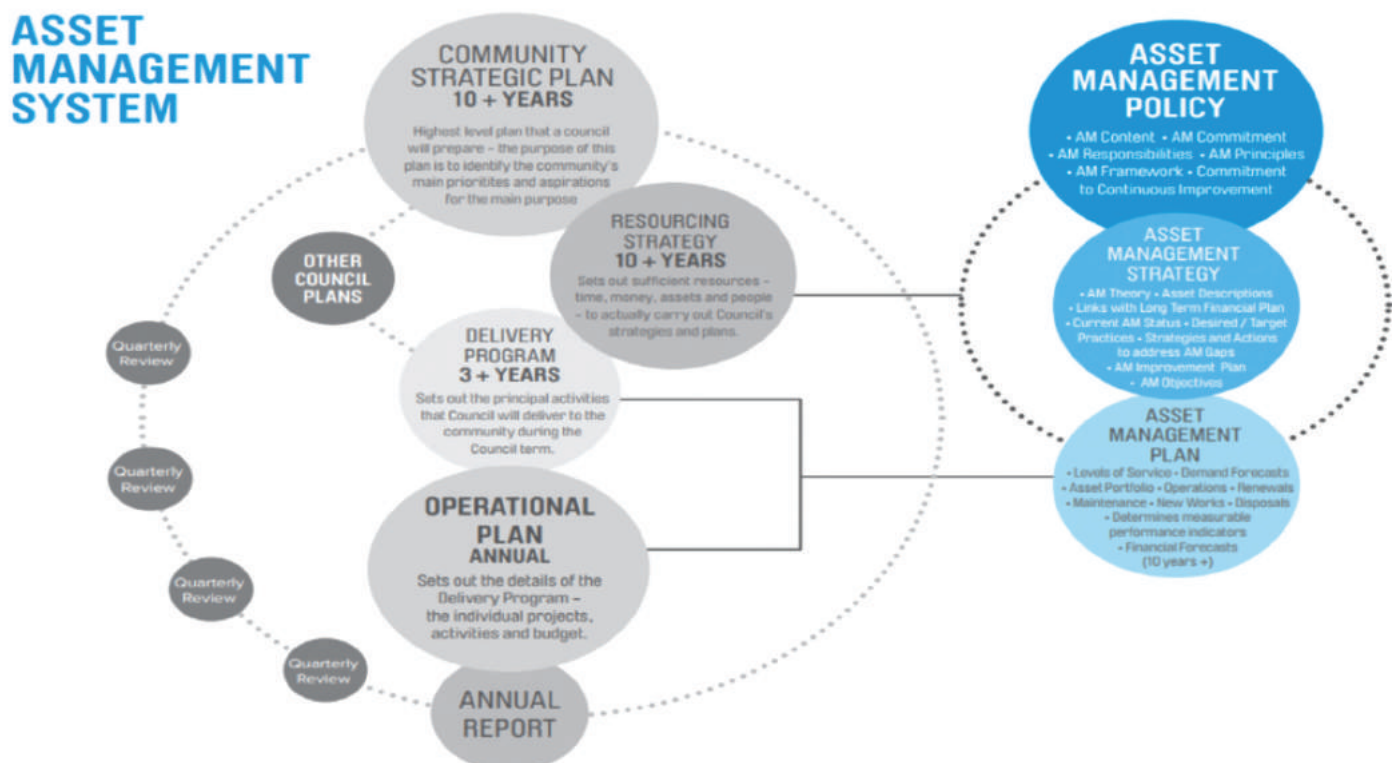 ASSET
MANAGEMENT
SYSTEM
COMMUNITY
STRATEGIC PLAN
10 + YEARS
Highest level plan that a council
will prepare – the purpose of this
plan is to identify the community's
main prioritites and aspirations
for the main purpose
RESOURCING
STRATEGY
10 + YEARS
Sets out sufficient resources –
time, money, assets and people
– to actually carry out Council's
strategies and plans.
OTHER
COUNCIL
PLANS
DELIVERY
PROGRAM
3 + YEARS
Sets out the principal activities
that Council will deliver to the
community during the
Council term.
OPERATIONAL
PLAN
ANNUAL
Sets out the details of the
Delivery Program –
the individual projects,
activities and budget.
ANNUAL
REPORT
Quarterly
Review
Quarterly
Review
Quarterly
Review
Quarterly
Review
ASSET
MANAGEMENT
POLICY
• AM Content • AM Commitment
• AM Responsibilities • AM Principles
• AM Framework • Commitment
to Continuous Improvement
ASSET
MANAGEMENT
STRATEGY
• AM Theory • Asset Descriptions
• Links with Long Term Financial Plan
• Current AM Status • Desired / Target
Practices • Strategies and Actions
to address AM Gaps
• AM Improvement Plan
• AM Objectives
ASSET
MANAGEMENT
PLAN
• Levels of Service • Demand Forecasts
• Asset Portfolio • Operations • Renewals
• Maintenance • New Works • Disposals
• Determines measurable
performance indicators
• Financial Forecasts
(10 years +)